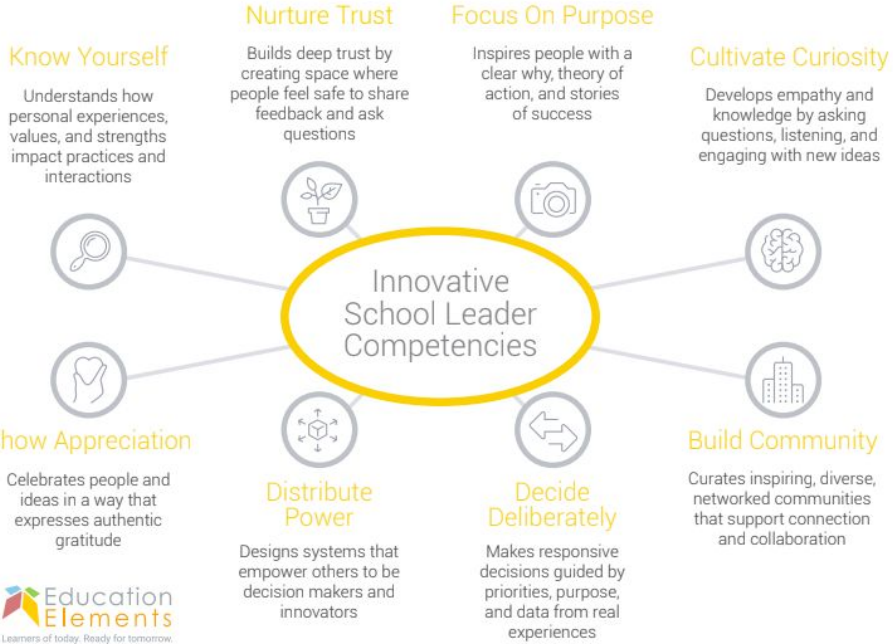 Know Yourself
Understands how
personal experiences,
values, and strengths
impact practices and
interactions
Nurture Trust
Builds deep trust by
creating space where
people feel safe to share
feedback and ask
questions
Focus On Purpose
Inspires people with a
clear why, theory of
action, and stories
of success
Cultivate Curiosity
Develops empathy and
knowledge by asking
questions, listening, and
engaging with new ideas
Innovative
School Leader
Competencies
how Appreciation
Celebrates people and
ideas in a way that
expresses authentic
gratitude
Distribute
Power
Designs systems that
empower others to be
decision makers and
innovators
Decide
Deliberately
Makes responsive
decisions guided by
priorities, purpose,
and data from real
experiences
Build Community
Curates inspiring, diverse,
networked communities
that support connection
and collaboration
Education
Elements
Learners of today. Ready for tomorrow.